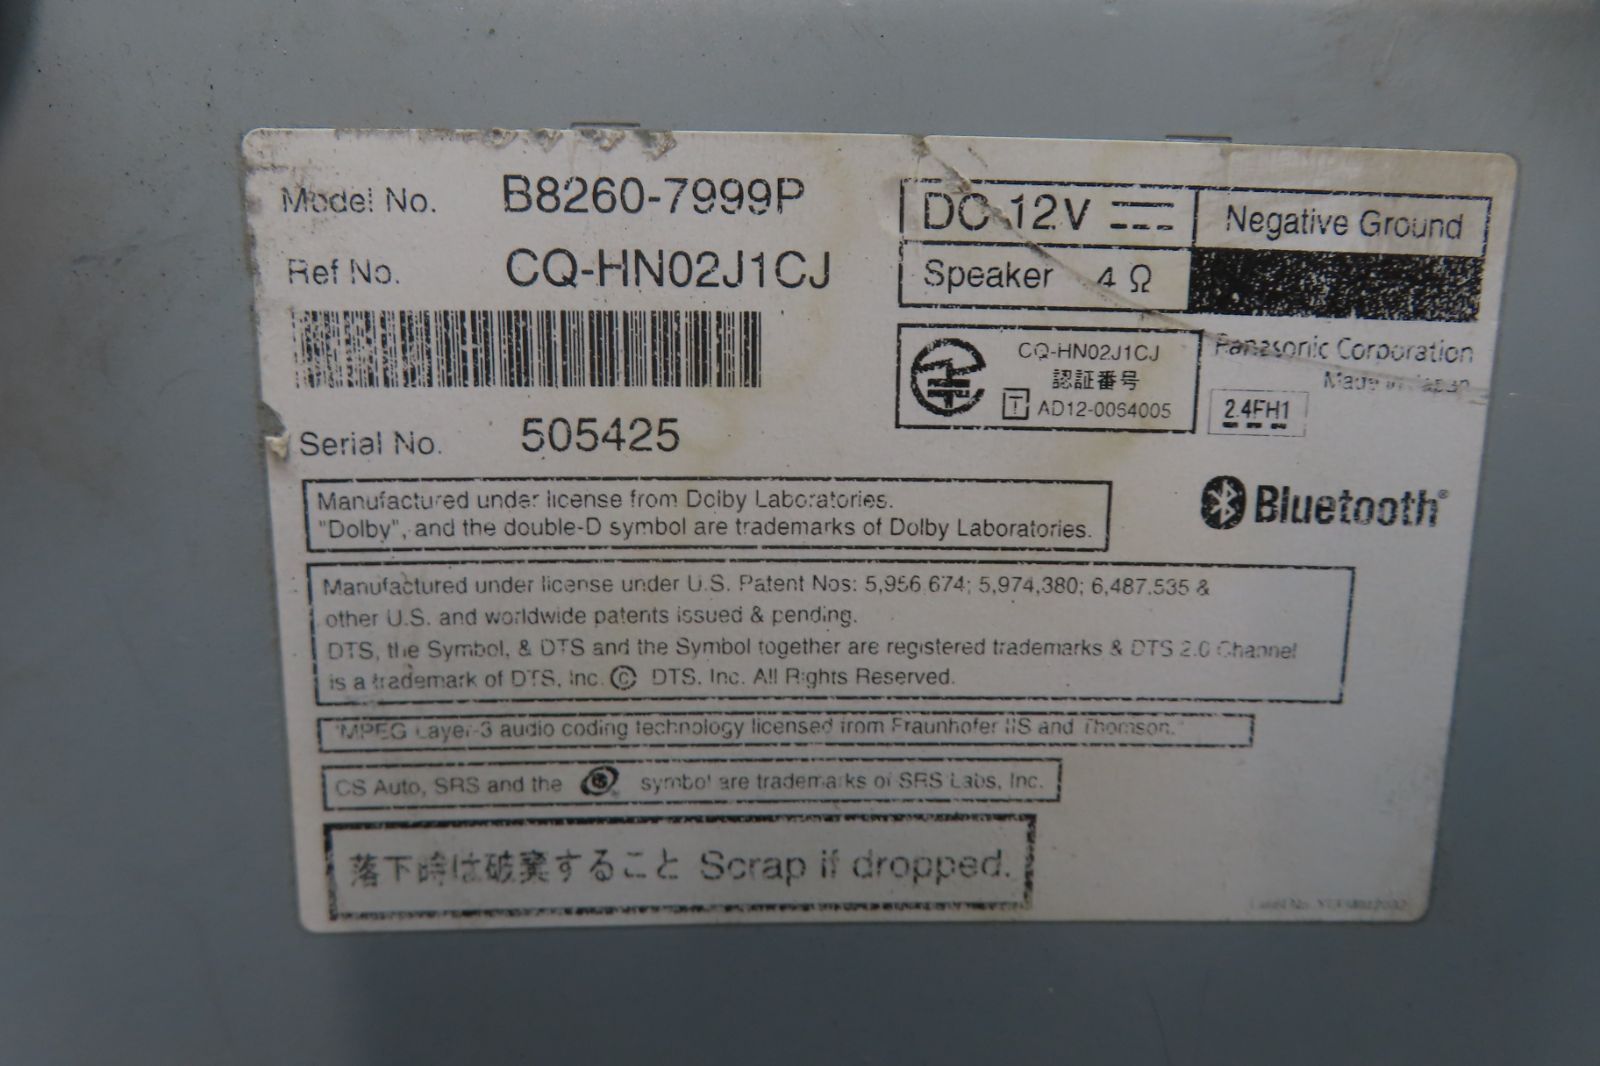 Model No. B8260-7999P
Ref No. CQ-HN02J1CJ
Serial No. 505425
DC 12V
Negative Ground
Speaker 4 Ω
CQ-HN02J1CJ
認証番号
T AD12-0064005
Panasonic Corporation
Made in Japan
2.4FH1
Bluetooth®
Manufactured under license from Dolby Laboratories.
"Dolby", and the double-D symbol are trademarks of Dolby Laboratories.
Manufactured under license under U.S. Patent Nos: 5,956,674; 5,974,380; 6,487,535 &
other U.S. and worldwide patents issued & pending.
DTS, the Symbol, & DTS and the Symbol together are registered trademarks & DTS 2.0 Channel
is a trademark of DTS, Inc. © DTS, Inc. All Rights Reserved.
"MPEG Layer-3 audio coding technology licensed from Fraunhofer IIS and Thomson."
CS Auto, SRS and the symbol are trademarks of SRS Labs, Inc.
落下時は破棄すること Scrap if dropped.